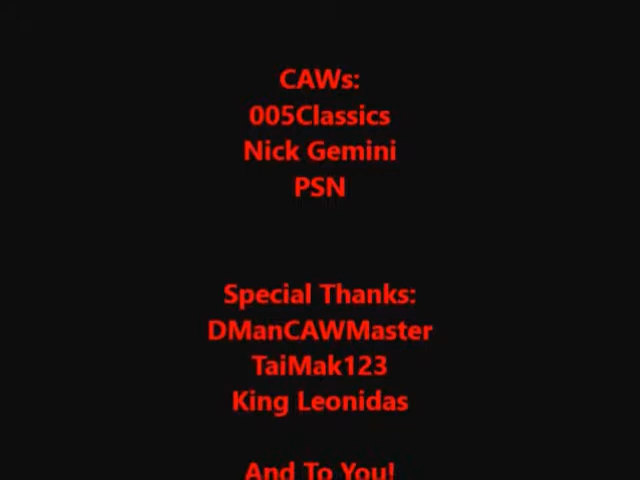 CAWs:
005Classics
Nick Gemini
PSN
Special Thanks:
DManCAWMaster
TaiMak123
King Leonidas
And To You!